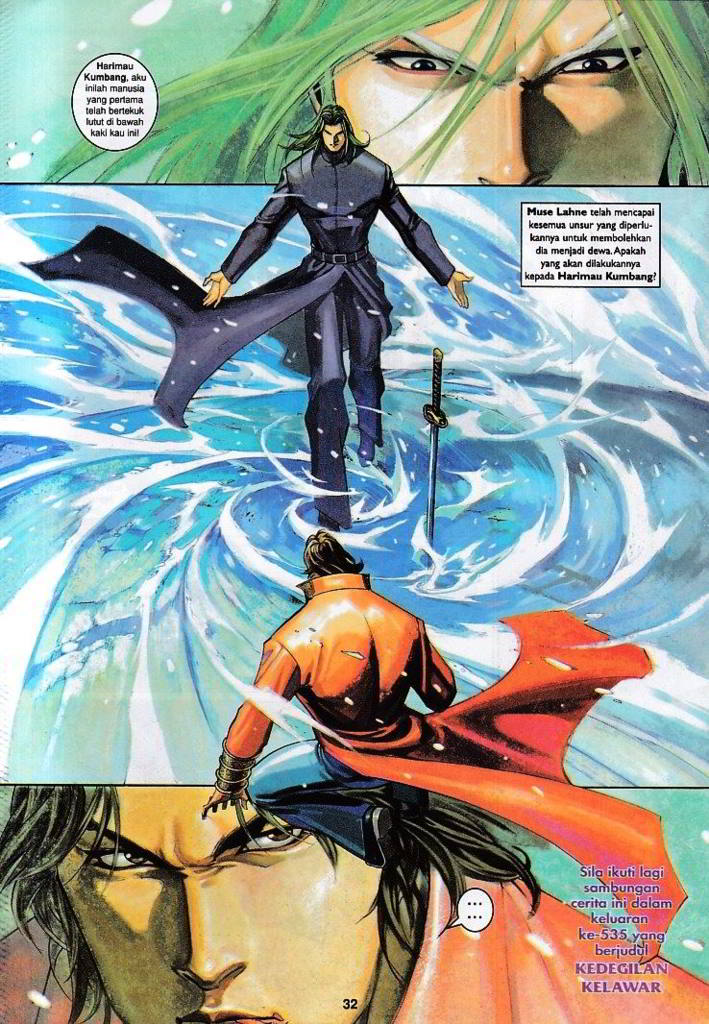 Harimau
Kumbang, aku
inilah manusia
yang pertama
telah bertekuk
lutut di bawah
kaki kau ini!
Muse Lahne telah mencapai
kesemua unsur yang diperlu-
kannya untuk membolehkan
dia menjadi dewa. Apakah
yang akan dilakukannya
kepada Harimau Kumbang?
...
...
Sila ikuti lagi
sambungan
cerita ini dalam
keluaran
ke-535 yang
berjudul
KEDEGILAN
KELAWAR
32